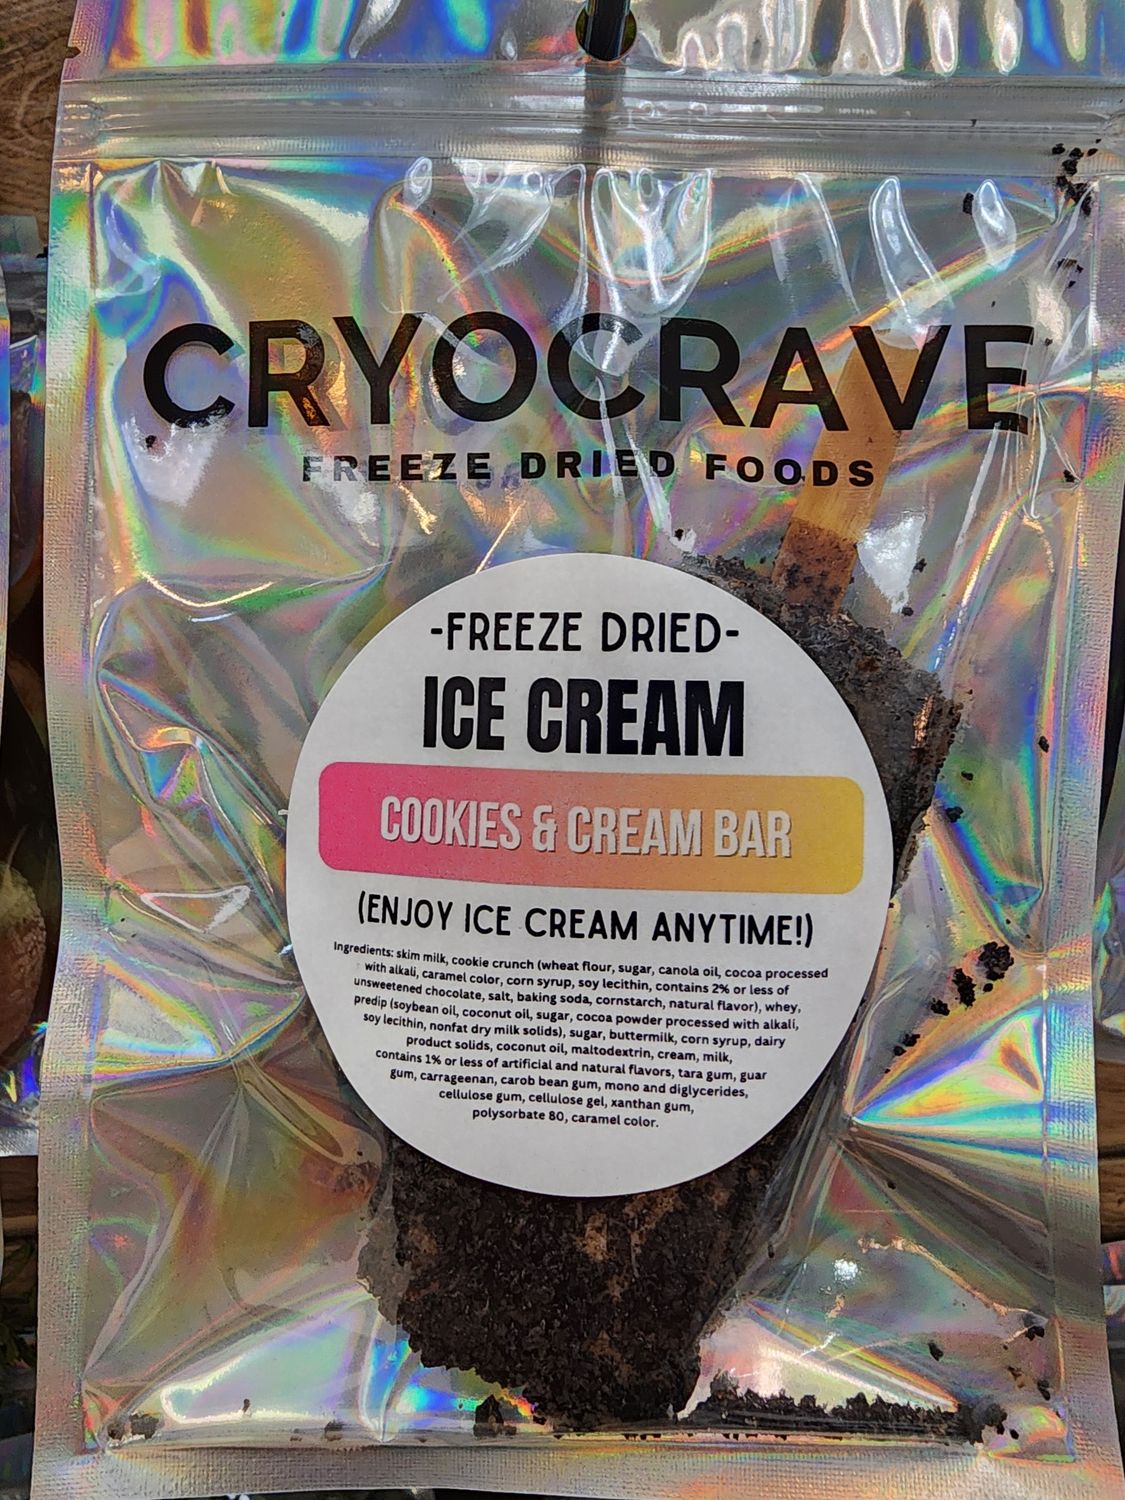 CRYOCRAVE
FREEZE DRIED FOODS
-FREEZE DRIED-
ICE CREAM
COOKIES & CREAM BAR
(ENJOY ICE CREAM ANYTIME!)
Ingredients: skim milk, cookie crunch (wheat flour, sugar, canola oil, cocoa processed
with alkali, caramel color, corn syrup, soy lecithin, contains 2% or less of
unsweetened chocolate, salt, baking soda, cornstarch, natural flavor), whey,
predip (soybean oil, coconut oil, sugar, cocoa powder processed with alkali,
soy lecithin, nonfat dry milk solids), sugar, buttermilk, corn syrup, dairy
product solids, coconut oil, maltodextrin, cream, milk,
contains 1% or less of artificial and natural flavors, tara gum, guar
gum, carrageenan, carob bean gum, mono and diglycerides,
cellulose gum, cellulose gel, xanthan gum,
polysorbate 80, caramel color.